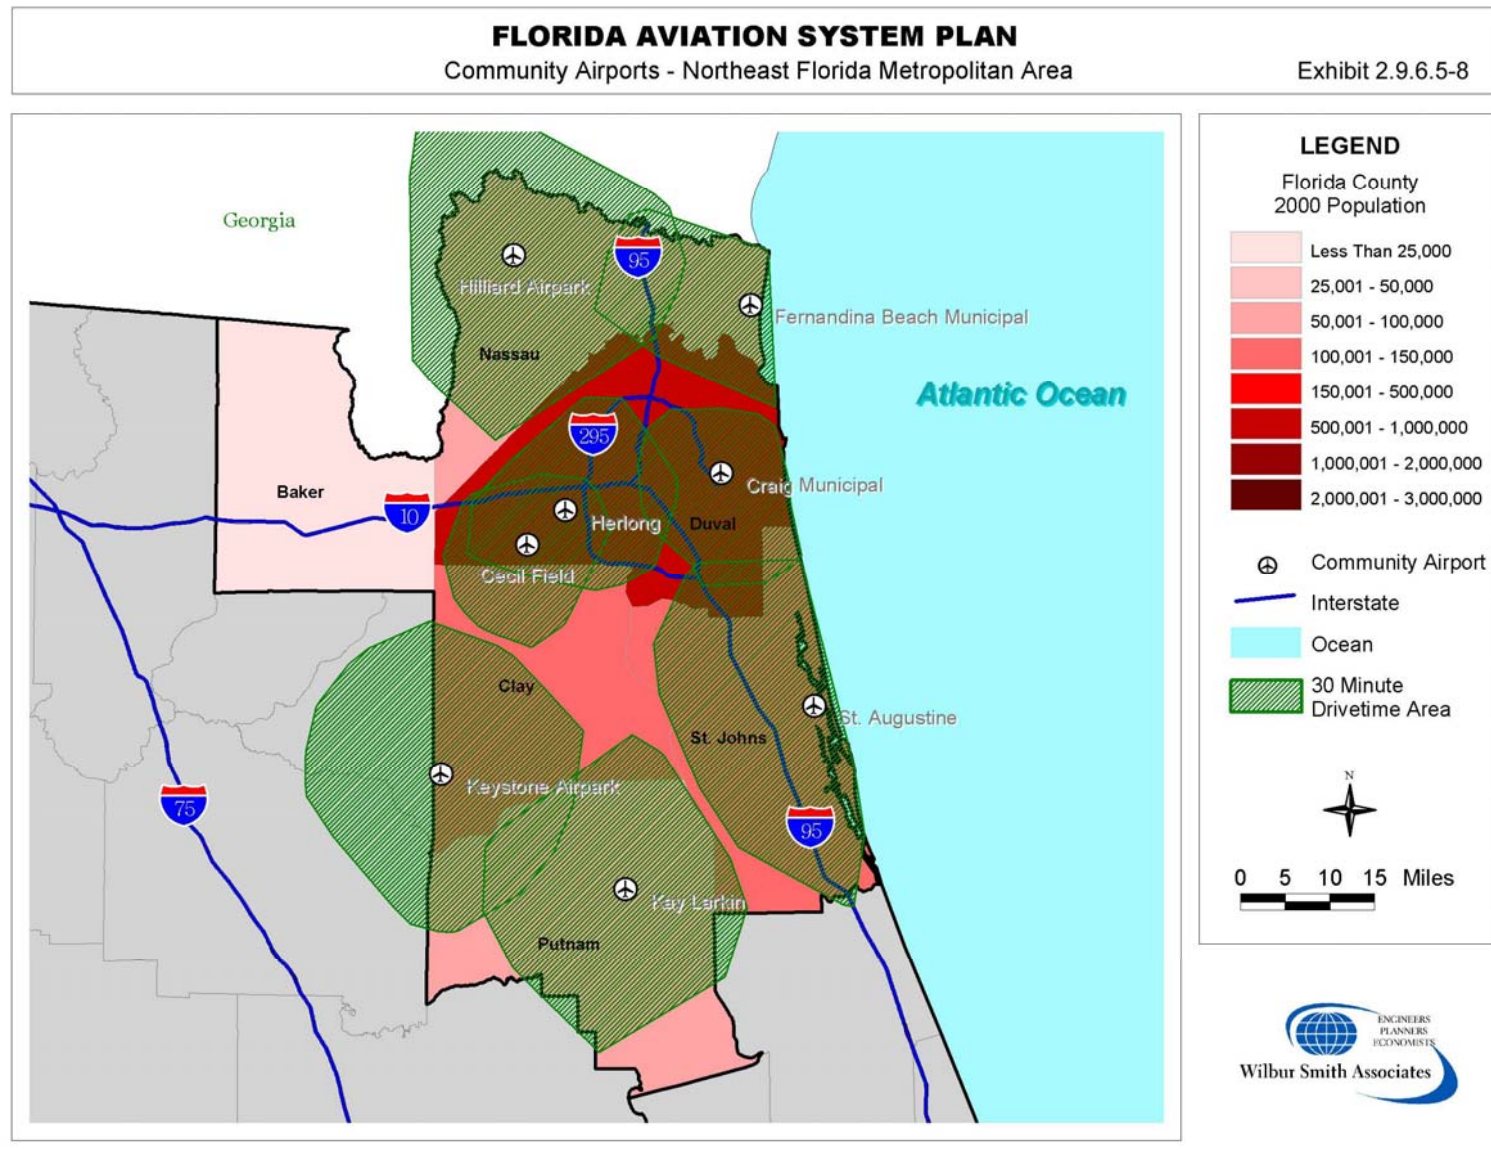 FLORIDA AVIATION SYSTEM PLAN
Community Airports - Northeast Florida Metropolitan Area
Exhibit 2.9.6.5-8
Georgia
95
Hilliard Airpark
Fernandina Beach Municipal
Nassau
Atlantic Ocean
295
Craig Municipal
Baker
10
Herlong
Duval
Cecil Field
Clay
St. Augustine
St. Johns
Keystone Airpark
75
95
Kay Larkin
Putnam
LEGEND
Florida County
2000 Population
Less Than 25,000
25,001 - 50,000
50,001 - 100,000
100,001 - 150,000
150,001 - 500,000
500,001 - 1,000,000
1,000,001 - 2,000,000
2,000,001 - 3,000,000
Community Airport
Interstate
Ocean
30 Minute
Drivetime Area
N
0 5 10 15 Miles
ENGINEERS
PLANNERS
ECONOMISTS
Wilbur Smith Associates